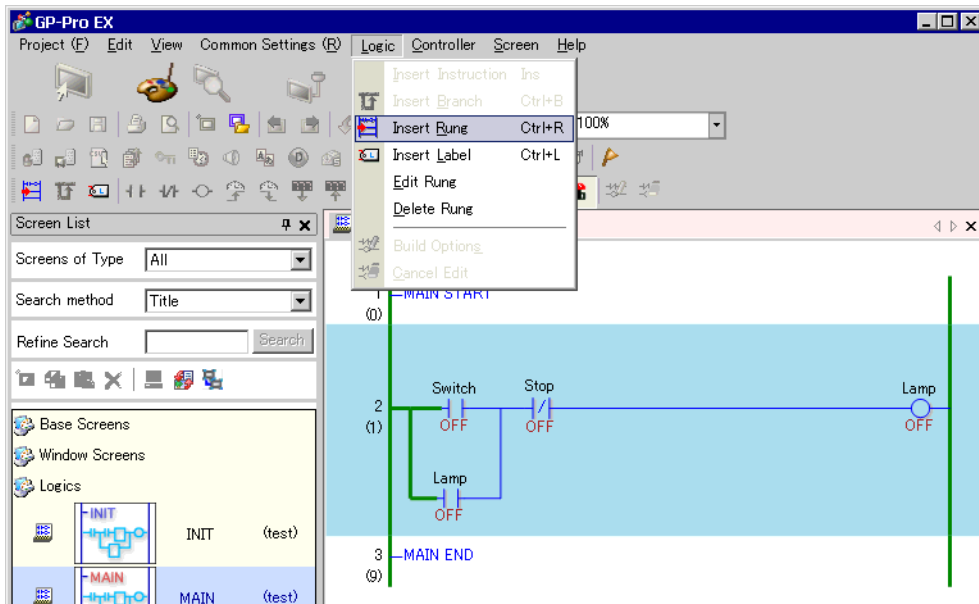 GP-Pro EX
Project (F) Edit View Common Settings (R) Logic Controller Screen Help
Insert Instruction Ins
Insert Branch Ctrl+B
Insert Rung Ctrl+R
100%
Insert Label Ctrl+L
Edit Rung
Delete Rung
Build Options
Cancel Edit
Screen List
Screens of Type All
Search method Title
Refine Search Search
Base Screens
Window Screens
Logics
INIT
INIT (test)
MAIN
MAIN (test)
1 MAIN START
(0)
Switch Stop Lamp
2
(1) OFF OFF OFF
Lamp
OFF
3 MAIN END
(9)